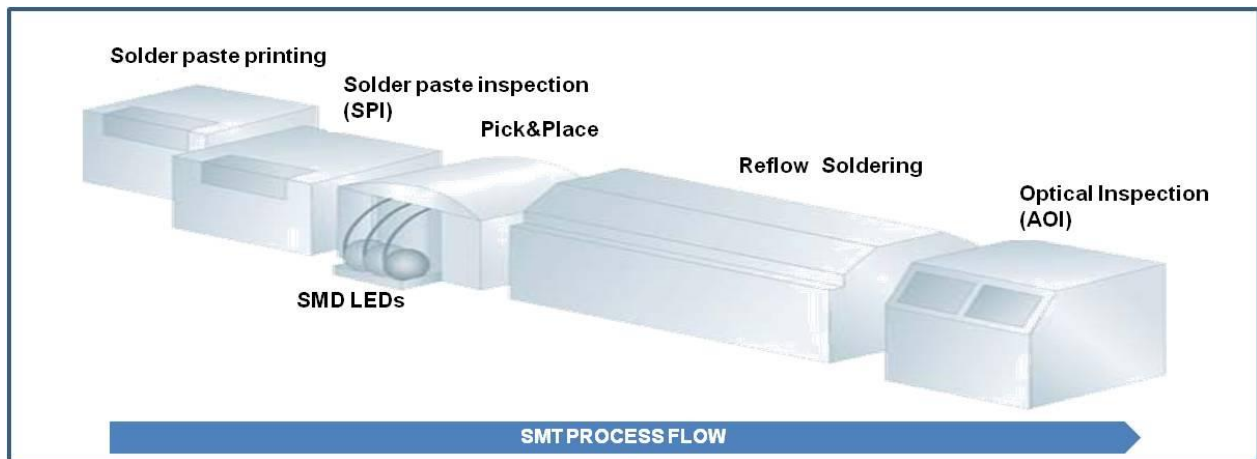 Solder paste printing
Solder paste inspection
(SPI)
Pick&Place
Reflow Soldering
Optical Inspection
(AOI)
SMD LEDs
SMT PROCESS FLOW